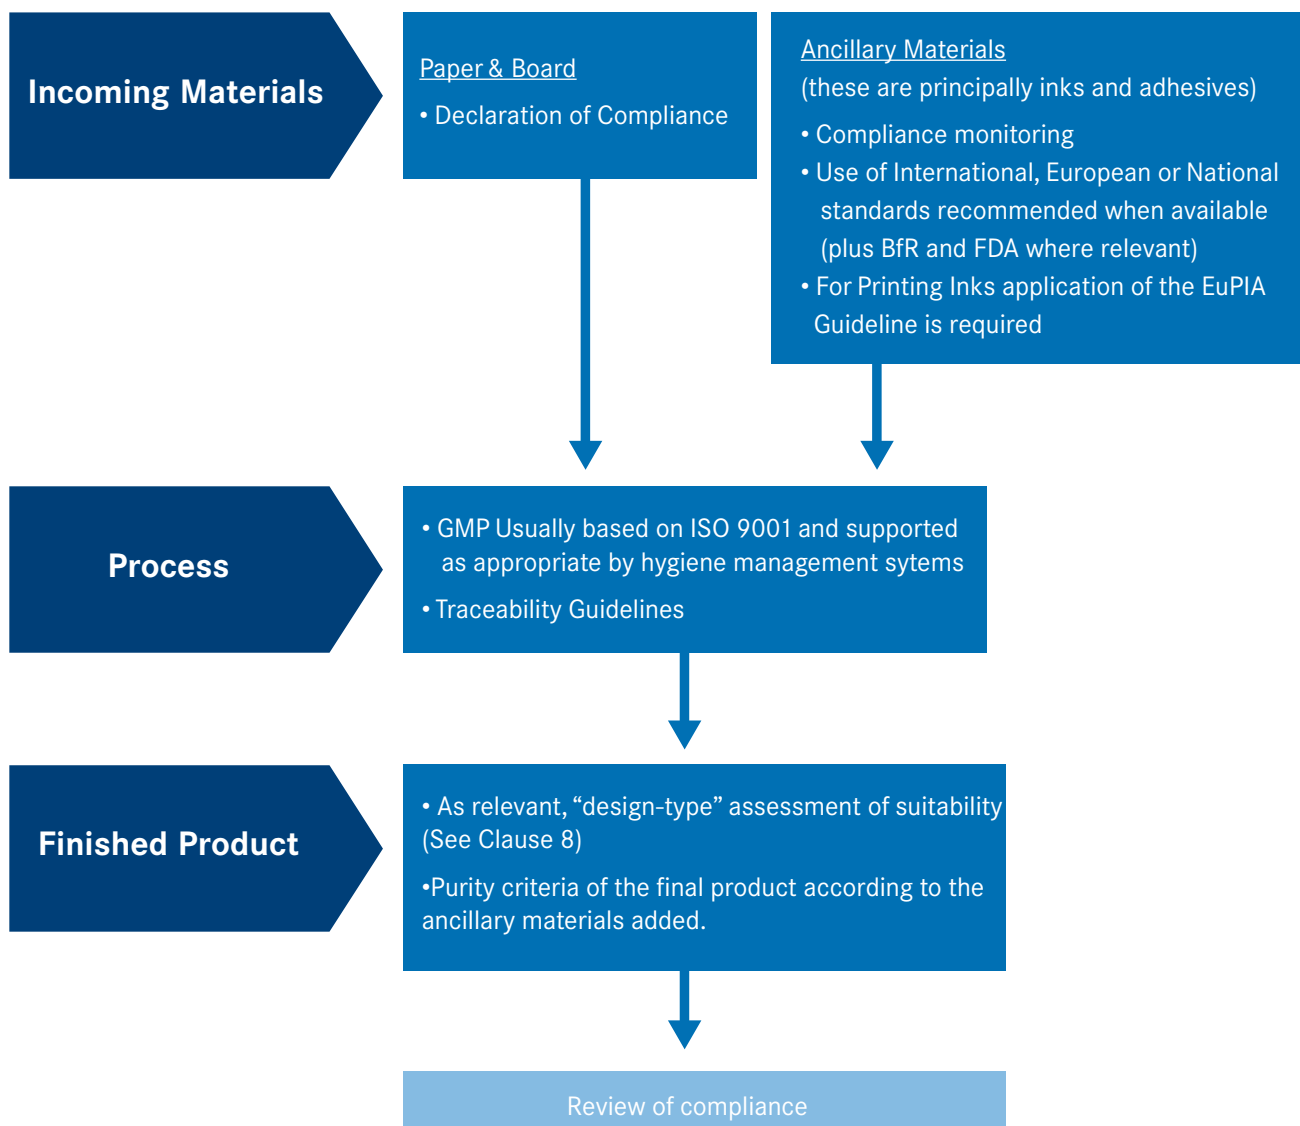 Incoming Materials
Paper & Board
• Declaration of Compliance
Ancillary Materials
(these are principally inks and adhesives)
• Compliance monitoring
• Use of International, European or National
standards recommended when available
(plus BfR and FDA where relevant)
• For Printing Inks application of the EuPIA
Guideline is required
Process
• GMP Usually based on ISO 9001 and supported
as appropriate by hygiene management sytems
• Traceability Guidelines
Finished Product
• As relevant, “design-type” assessment of suitability
(See Clause 8)
•Purity criteria of the final product according to the
ancillary materials added.
Review of compliance